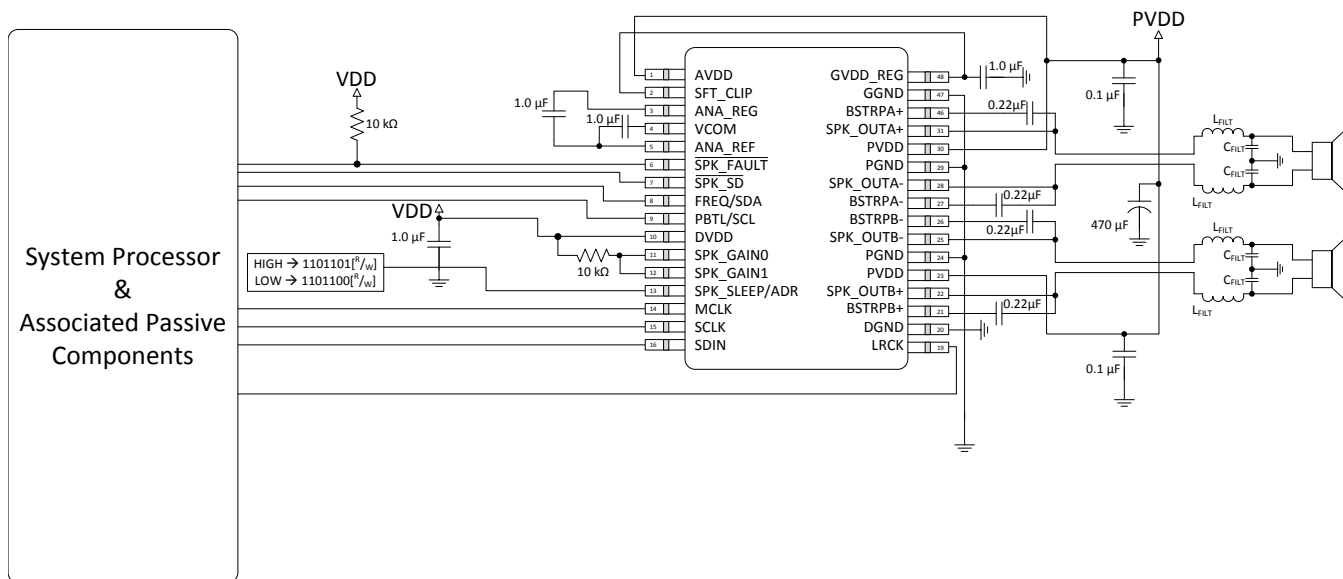 System Processor
&
Associated Passive
Components
VDD
10 kΩ
1.0 µF
1.0 µF
VDD
1.0 µF
10 kΩ
HIGH → 1101101[R/W]
LOW → 1101100[R/W]
1 AVDD
2 SFT_CLIP
3 ANA_REG
4 VCOM
5 ANA_REF
6 SPK_FAULT
7 SPK_SD
8 FREQ/SDA
9 PBTL/SCL
10 DVDD
11 SPK_GAIN0
12 SPK_GAIN1
13 SPK_SLEEP/ADR
14 MCLK
15 SCLK
16 SDIN
GVDD_REG 48
GGND 47
BSTRPA+ 46
SPK_OUTA+ 31
PVDD 30
PGND 29
SPK_OUTA- 28
BSTRPA- 27
BSTRPB- 26
SPK_OUTB- 25
PGND 24
PVDD 23
SPK_OUTB+ 22
BSTRPB+ 21
DGND 20
LRCK 19
1.0 µF
0.22µF
0.22µF
0.22µF
0.22µF
PVDD
0.1 µF
470 µF
0.1 µF
LFILT
CFILT
CFILT
LFILT
LFILT
CFILT
CFILT
LFILT